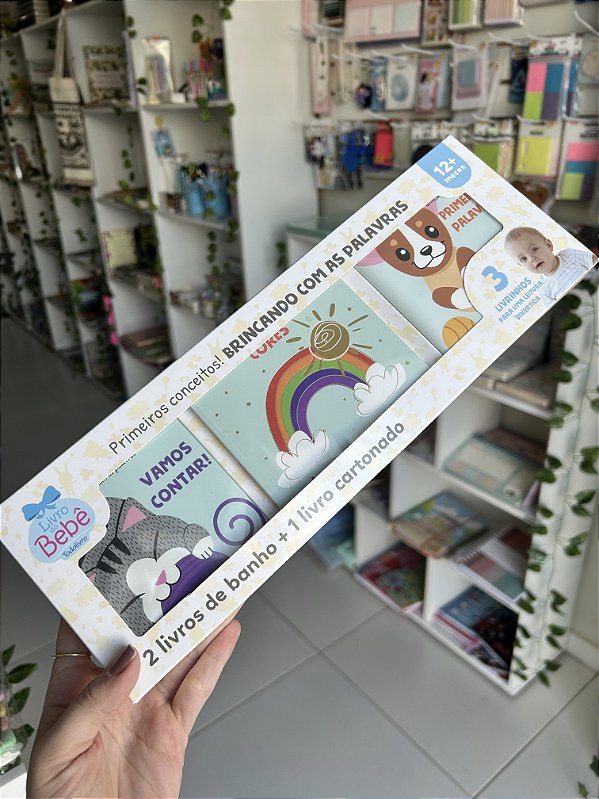 Primeiros conceitos! BRINCANDO COM AS PALAVRAS
12+
meses
3
LIVRINHOS
PARA UMA LEITURA
DIVERTIDA
PRIMEI
PALAV
CORES
VAMOS
CONTAR!
Livro do
Bebê
Todolivro
2 livros de banho + 1 livro cartonado